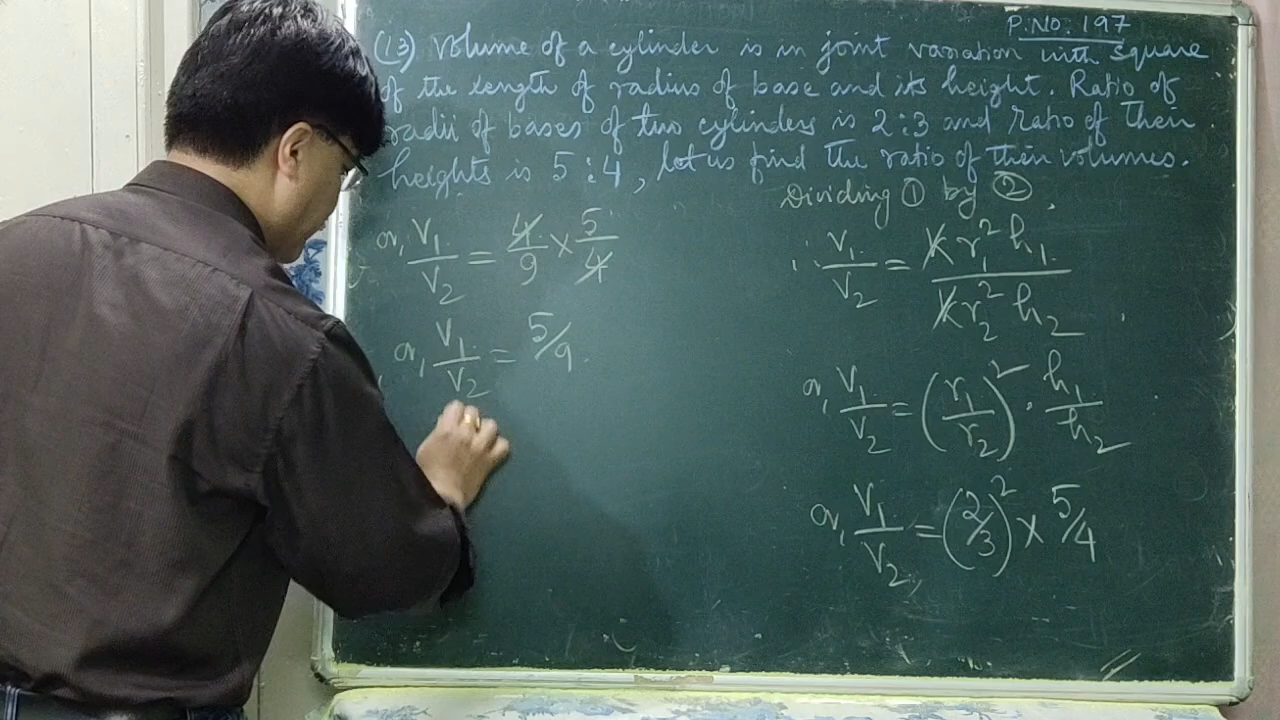 P.NO. 197
(13) Volume of a cylinder is in joint variation with square
of the length of radius of base and its height. Ratio of
radii of bases of two cylinders is 2:3 and ratio of their
heights is 5:4, let us find the ratio of their volumes.
Dividing ① by ②,
V₁/V₂ = k r₁² h₁ / k r₂² h₂
or, V₁/V₂ = (r₁/r₂)² · h₁/h₂
or, V₁/V₂ = (2/3)² × 5/4
or, V₁/V₂ = 4/9 × 5/4
or, V₁/V₂ = 5/9